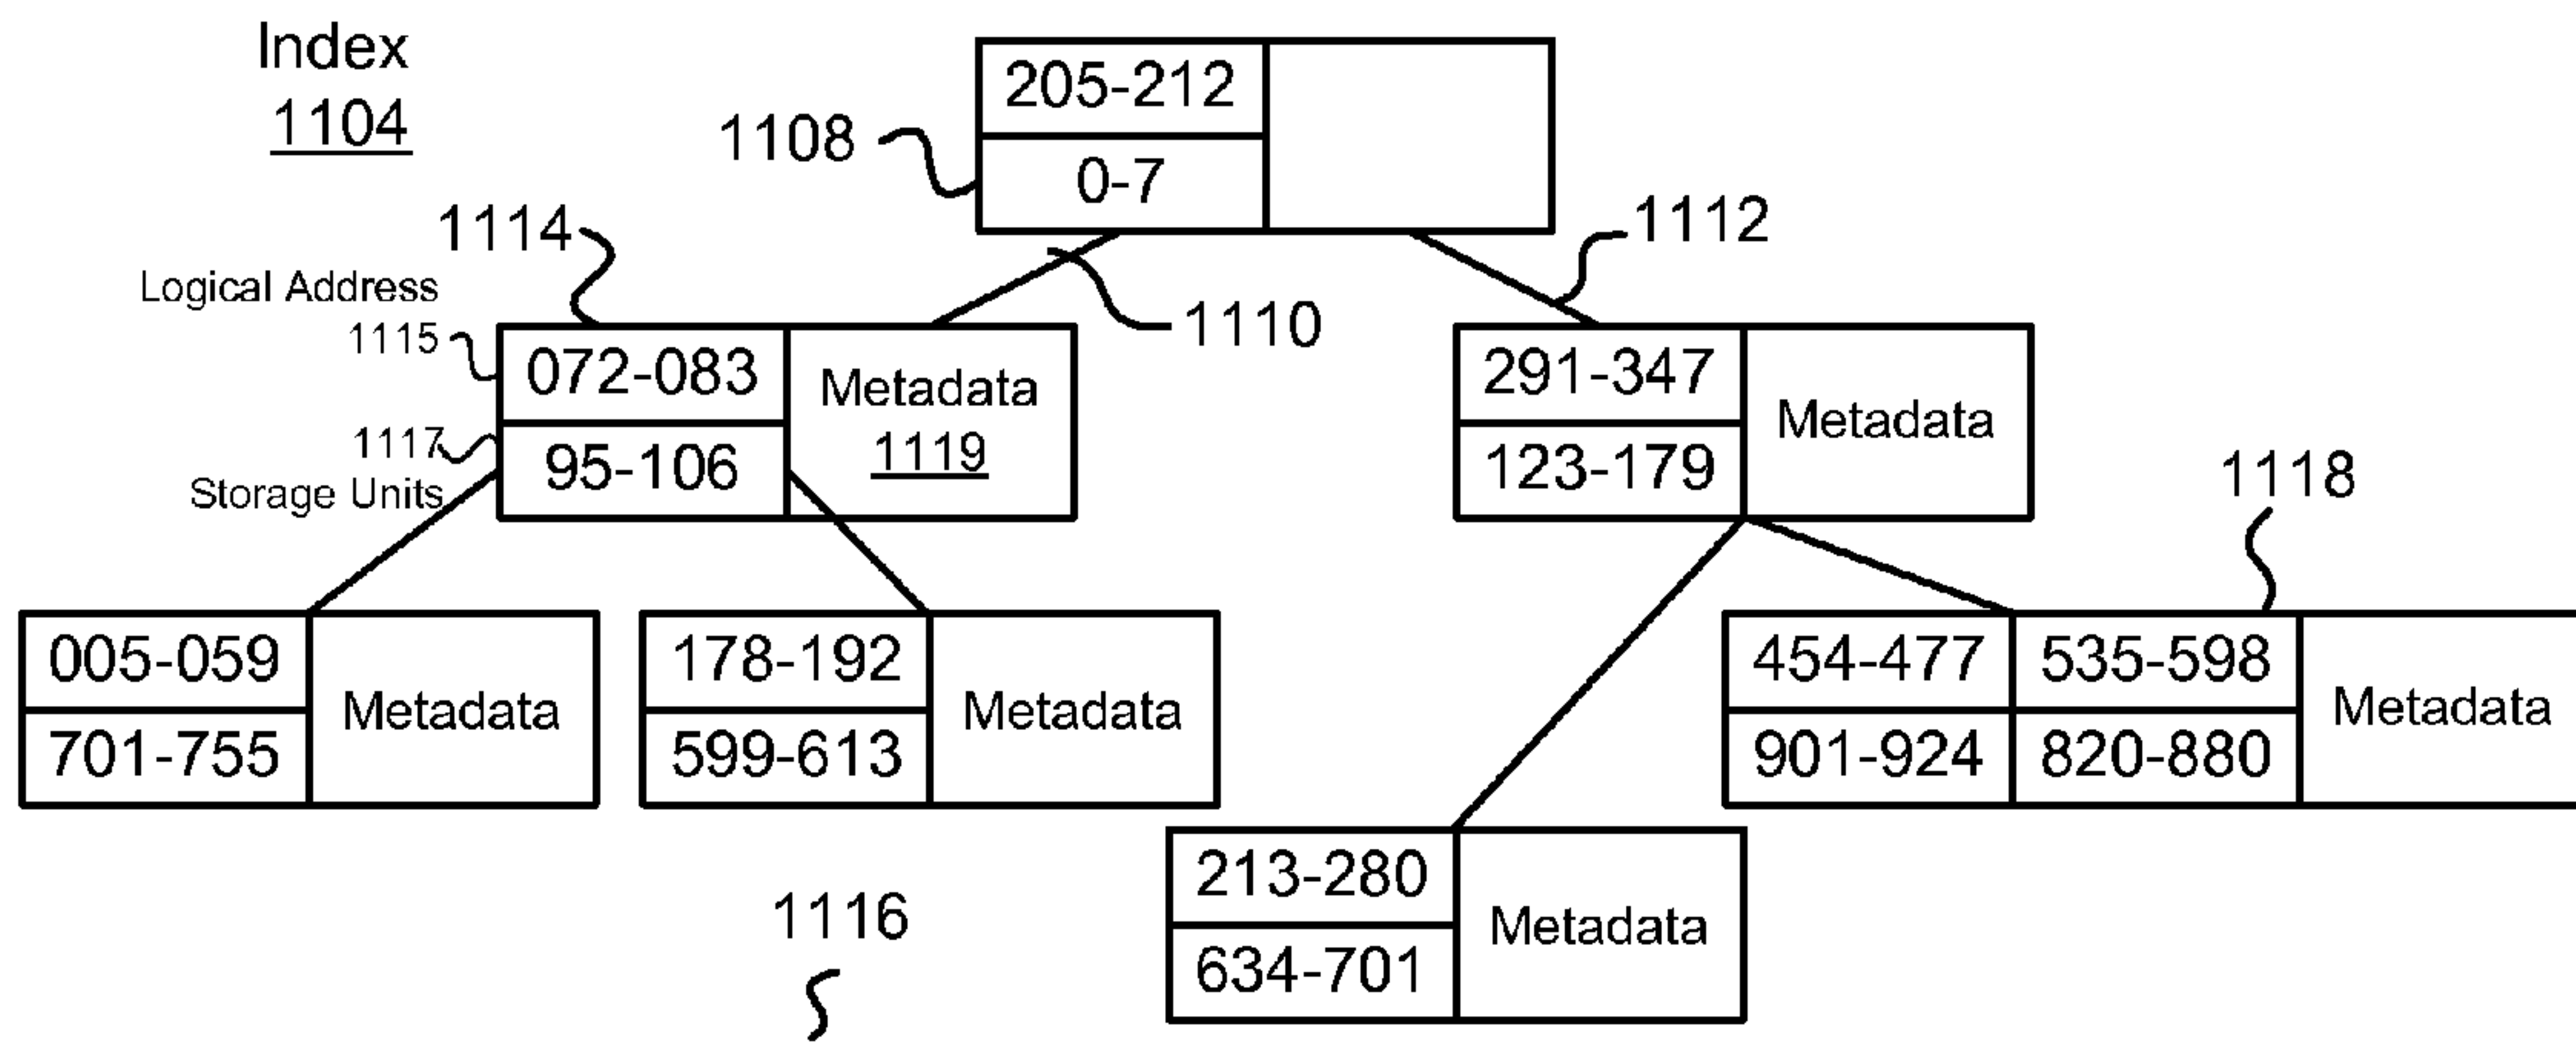 Index
1104
205-212
0-7
1108
1114
1112
1110
Logical Address
1115
072-083
Metadata
1119
1117
95-106
Storage Units
291-347
123-179
Metadata
1118
005-059
701-755
Metadata
178-192
599-613
Metadata
454-477
535-598
901-924
820-880
Metadata
1116
213-280
634-701
Metadata